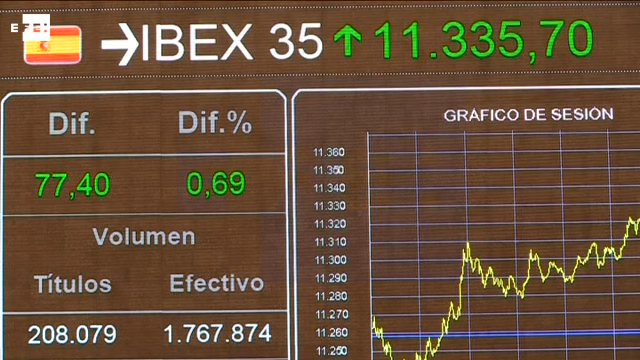 EFE:
IBEX 35 11.335,70
Dif. Dif.%
77,40 0,69
Volumen
Títulos Efectivo
208.079 1.767.874
GRÁFICO DE SESIÓN
11.360
11.350
11.340
11.330
11.320
11.310
11.300
11.290
11.280
11.270
11.260
11.250